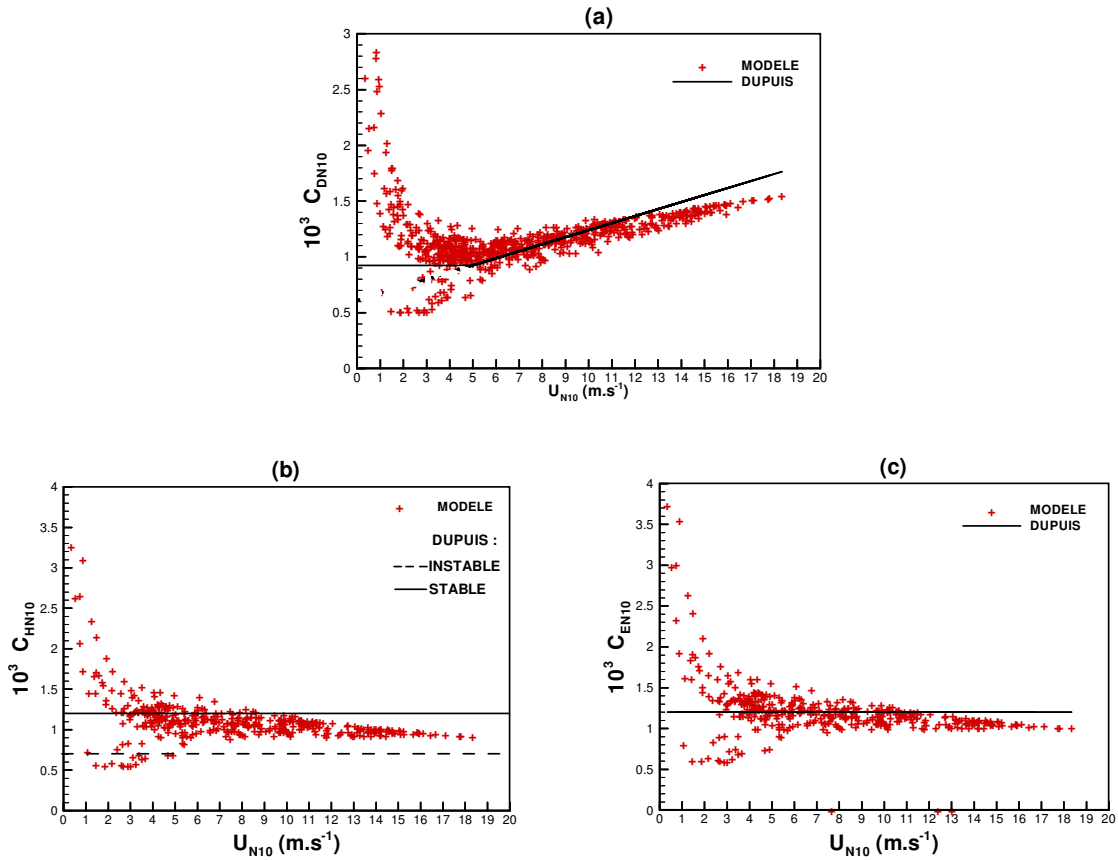 (a)
3
2.5
2
1.5
1
0.5
0
10³ C_DN10
MODELE
DUPUIS
0 1 2 3 4 5 6 7 8 9 10 11 12 13 14 15 16 17 18 19 20
U_N10 (m.s⁻¹)
(b)
4
3.5
3
2.5
2
1.5
1
0.5
0
10³ C_HN10
MODELE
DUPUIS :
INSTABLE
STABLE
0 1 2 3 4 5 6 7 8 9 10 11 12 13 14 15 16 17 18 19 20
U_N10 (m.s⁻¹)
(c)
4
3.5
3
2.5
2
1.5
1
0.5
0
10³ C_EN10
MODELE
DUPUIS
0 1 2 3 4 5 6 7 8 9 10 11 12 13 14 15 16 17 18 19 20
U_N10 (m.s⁻¹)